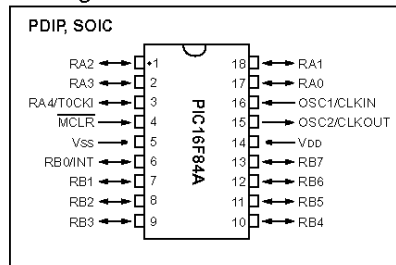 PDIP, SOIC
RA2 1 18 RA1
RA3 2 17 RA0
RA4/T0CKI 3 16 OSC1/CLKIN
MCLR 4 15 OSC2/CLKOUT
Vss 5 14 VDD
RB0/INT 6 13 RB7
RB1 7 12 RB6
RB2 8 11 RB5
RB3 9 10 RB4
PIC16F84A